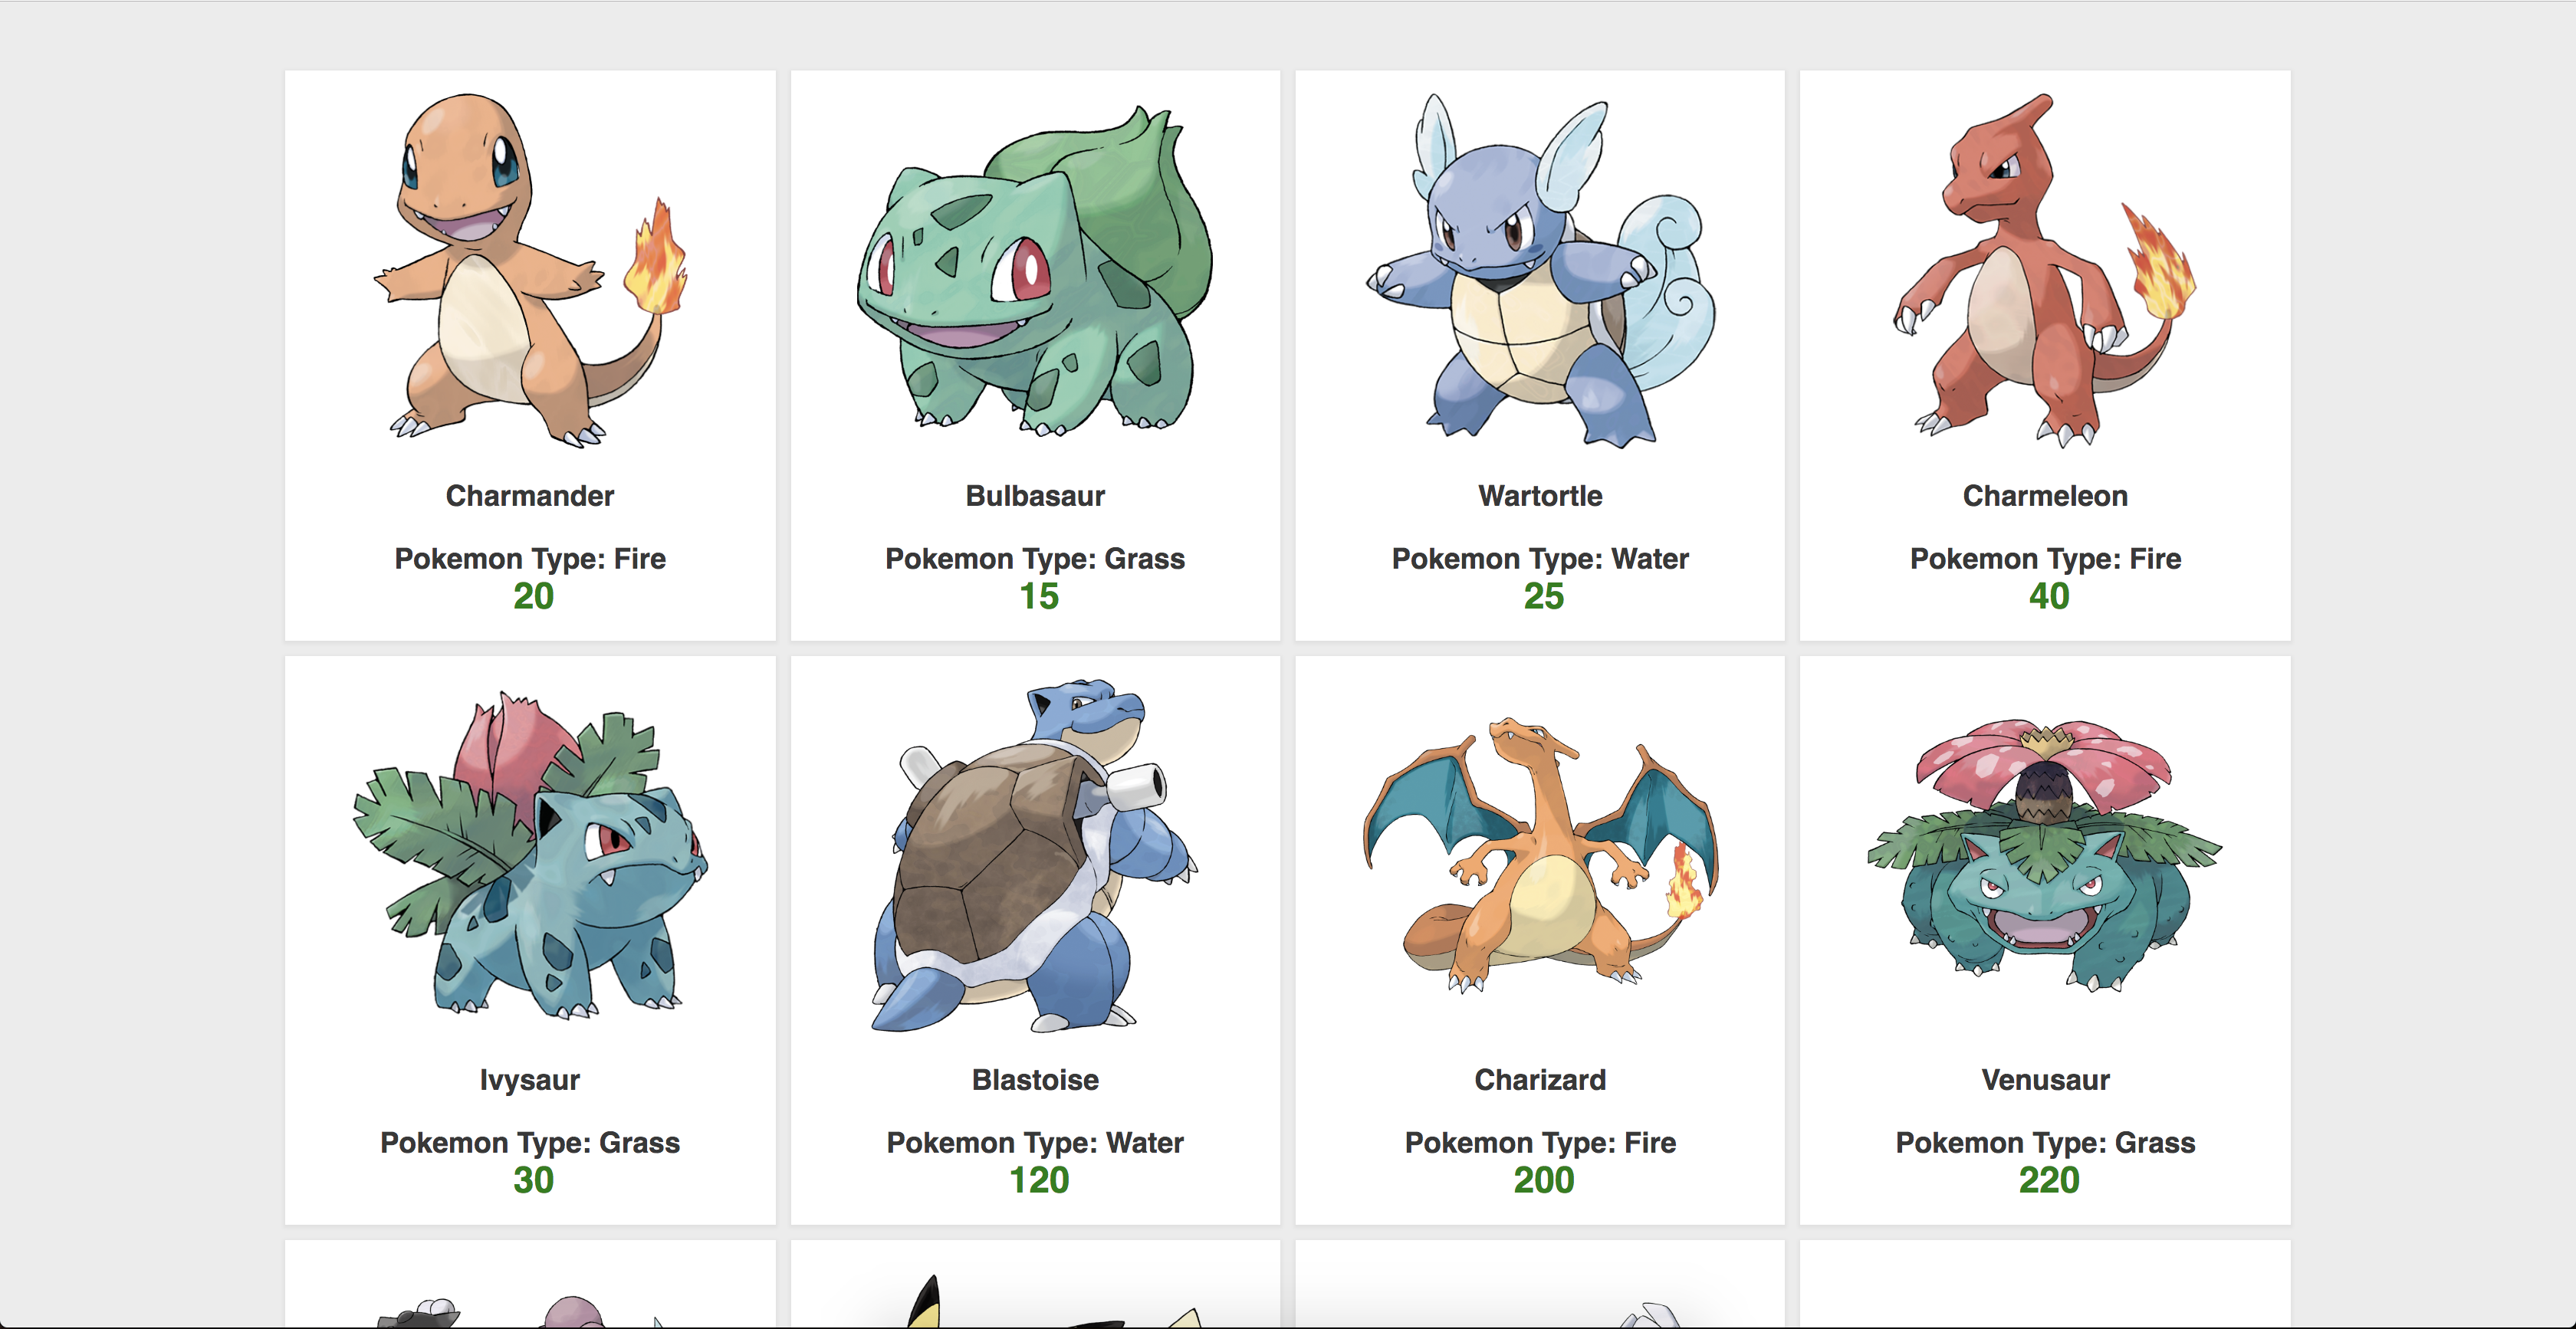 Charmander
Pokemon Type: Fire
20
Bulbasaur
Pokemon Type: Grass
15
Wartortle
Pokemon Type: Water
25
Charmeleon
Pokemon Type: Fire
40
Ivysaur
Pokemon Type: Grass
30
Blastoise
Pokemon Type: Water
120
Charizard
Pokemon Type: Fire
200
Venusaur
Pokemon Type: Grass
220